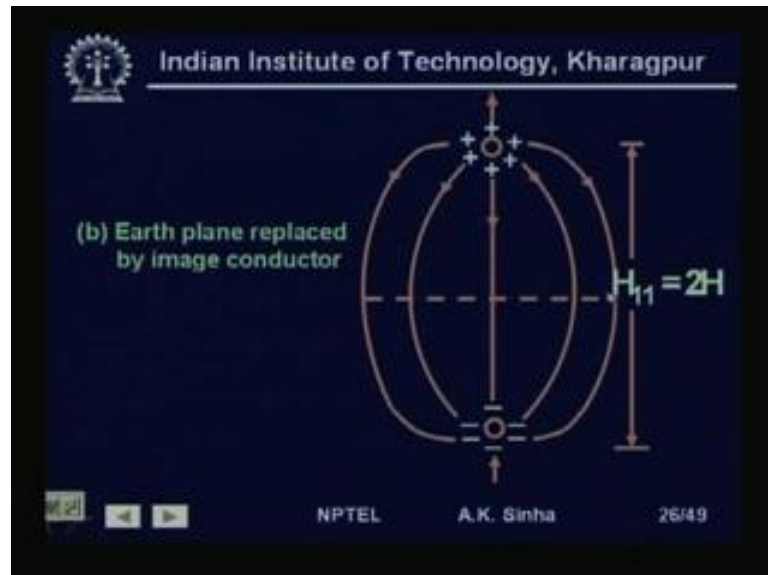 Indian Institute of Technology, Kharagpur
(b) Earth plane replaced
by image conductor
H₁₁ = 2H
NPTEL A.K. Sinha 26/49